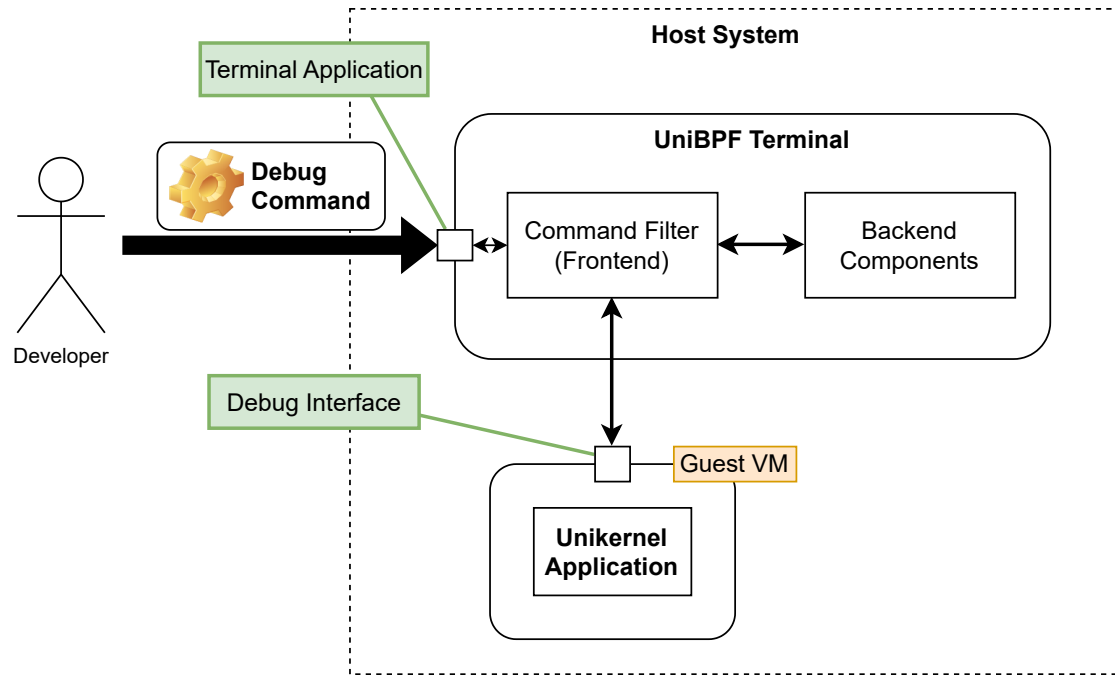 Host System
Terminal Application
UniBPF Terminal
Debug
Command
Command Filter
(Frontend)
Backend
Components
Developer
Debug Interface
Guest VM
Unikernel
Application